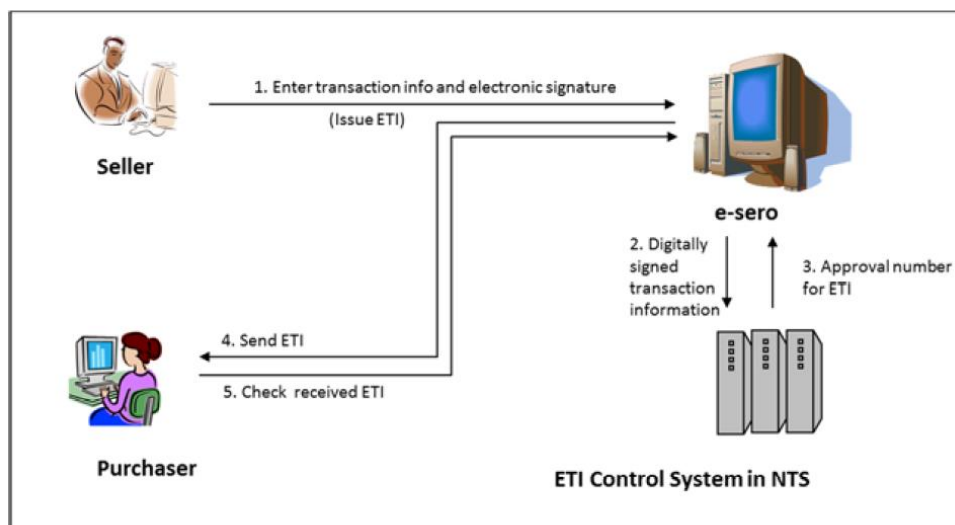 1. Enter transaction info and electronic signature
(Issue ETI)
Seller
e-sero
2. Digitally
signed
transaction
information
3. Approval number
for ETI
4. Send ETI
5. Check received ETI
Purchaser
ETI Control System in NTS